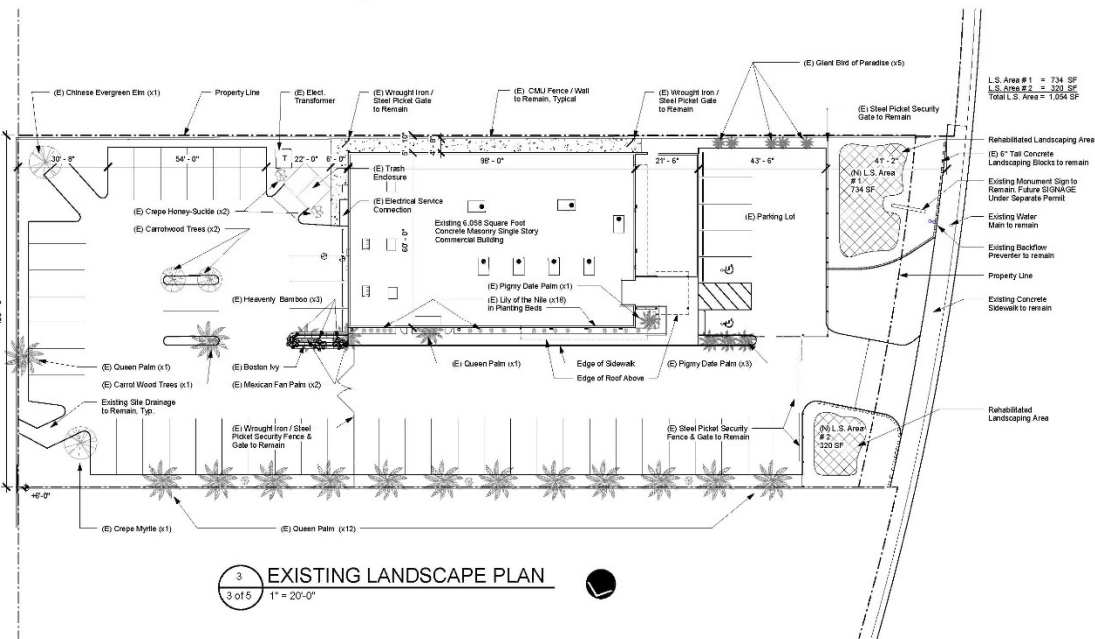 (E) Giant Bird of Paradise (x5)
L.S. Area # 1 = 734 SF
L.S. Area # 2 = 320 SF
Total L.S. Area = 1,054 SF
(E) Chinese Evergreen Elm (x1)
Property Line
(E) Elect.
Transformer
(E) Wrought Iron /
Steel Picket Gate
to Remain
(E) CMU Fence / Wall
to Remain, Typical
(E) Wrought Iron /
Steel Picket Gate
to Remain
(E) Steel Picket Security
Gate to Remain
Rehabilitated Landscaping Area
(E) 6" Tall Concrete
Landscaping Blocks to remain
Existing Monument Sign to
Remain. Future SIGNAGE
Under Separate Permit
Existing Water
Main to remain
Existing Backflow
Preventer to remain
Property Line
Existing Concrete
Sidewalk to remain
30' - 8"
54' - 0"
T
22' - 0"
6' - 0"
98' - 0"
21' - 6"
43' - 6"
41' - 2"
(N) L.S. Area
# 1
734 SF
(E) Trash
Enclosure
(E) Electrical Service
Connection
(E) Crepe Honey-Suckle (x2)
(E) Carrotwood Trees (x2)
Existing 6,058 Square Foot
Concrete Masonry Single Story
Commercial Building
60' - 0"
(E) Parking Lot
(E) Pigmy Date Palm (x1)
(E) Lily of the Nile (x16)
in Planting Beds
(E) Heavenly Bamboo (x3)
(E) Queen Palm (x1)
(E) Boston Ivy
(E) Queen Palm (x1)
Edge of Sidewalk
(E) Pigmy Date Palm (x3)
(E) Carrot Wood Trees (x1)
(E) Mexican Fan Palm (x2)
Edge of Roof Above
Existing Site Drainage
to Remain, Typ.
(E) Wrought Iron / Steel
Picket Security Fence &
Gate to Remain
(E) Steel Picket Security
Fence & Gate to Remain
(N) L.S. Area
# 2
320 SF
Rehabilitated
Landscaping Area
+6'-0"
(E) Crepe Myrtle (x1)
(E) Queen Palm (x12)
3
3 of 5
EXISTING LANDSCAPE PLAN
1" = 20'-0"